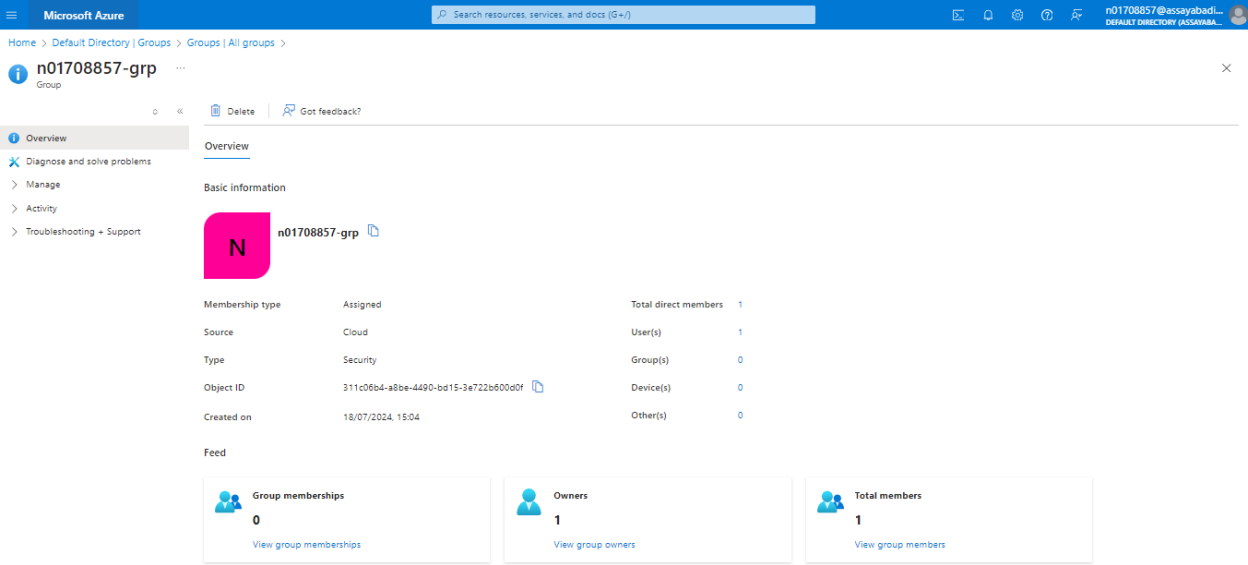 Microsoft Azure
Search resources, services, and docs (G+/)
n01708857@assayabadi...
DEFAULT DIRECTORY (ASSAYABA...
Home > Default Directory | Groups > Groups | All groups >
n01708857-grp ...
Group
Delete
Got feedback?
Overview
Diagnose and solve problems
Manage
Activity
Troubleshooting + Support
Overview
Basic information
N
n01708857-grp
Membership type Assigned Total direct members 1
Source Cloud User(s) 1
Type Security Group(s) 0
Object ID 311c06b4-a8be-4490-bd15-3e722b600d0f Device(s) 0
Created on 18/07/2024, 15:04 Other(s) 0
Feed
Group memberships
0
View group memberships
Owners
1
View group owners
Total members
1
View group members